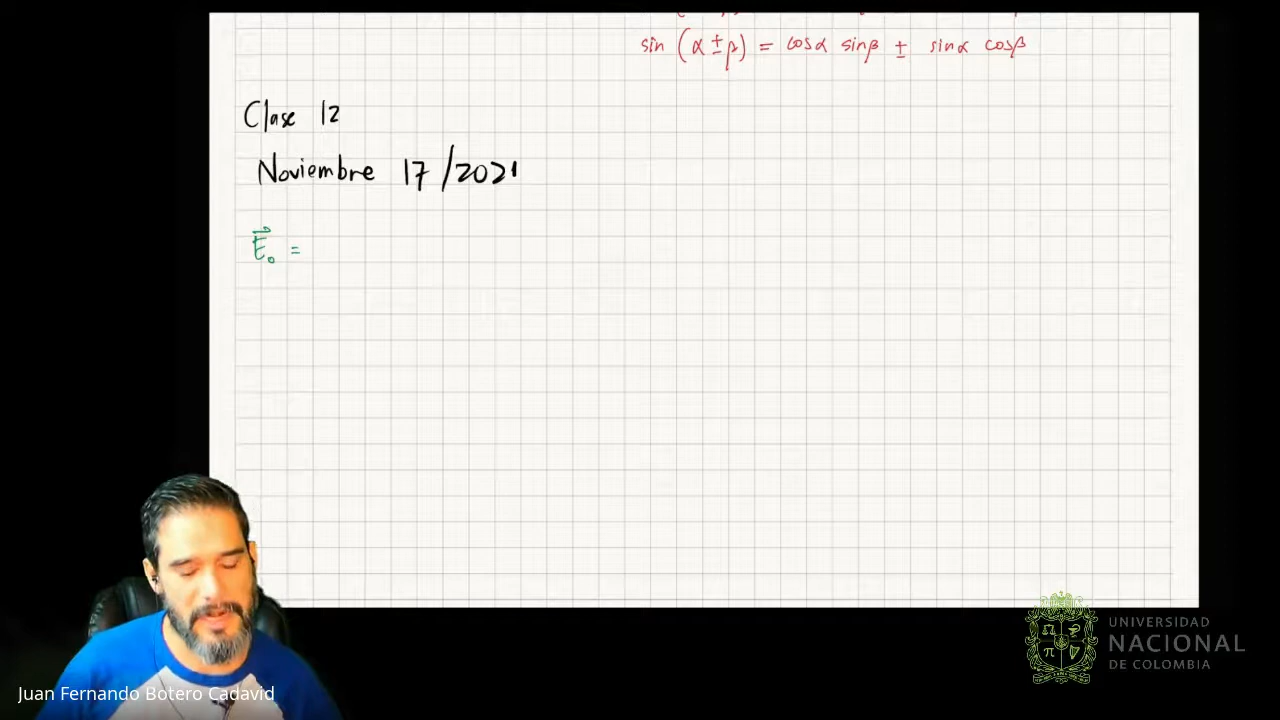 sin (α ± β) = cosα sinβ ± sinα cosβ
Clase 12
Noviembre 17/2021
E⃗₀ =
UNIVERSIDAD
NACIONAL
DE COLOMBIA
Juan Fernando Botero Cadavid